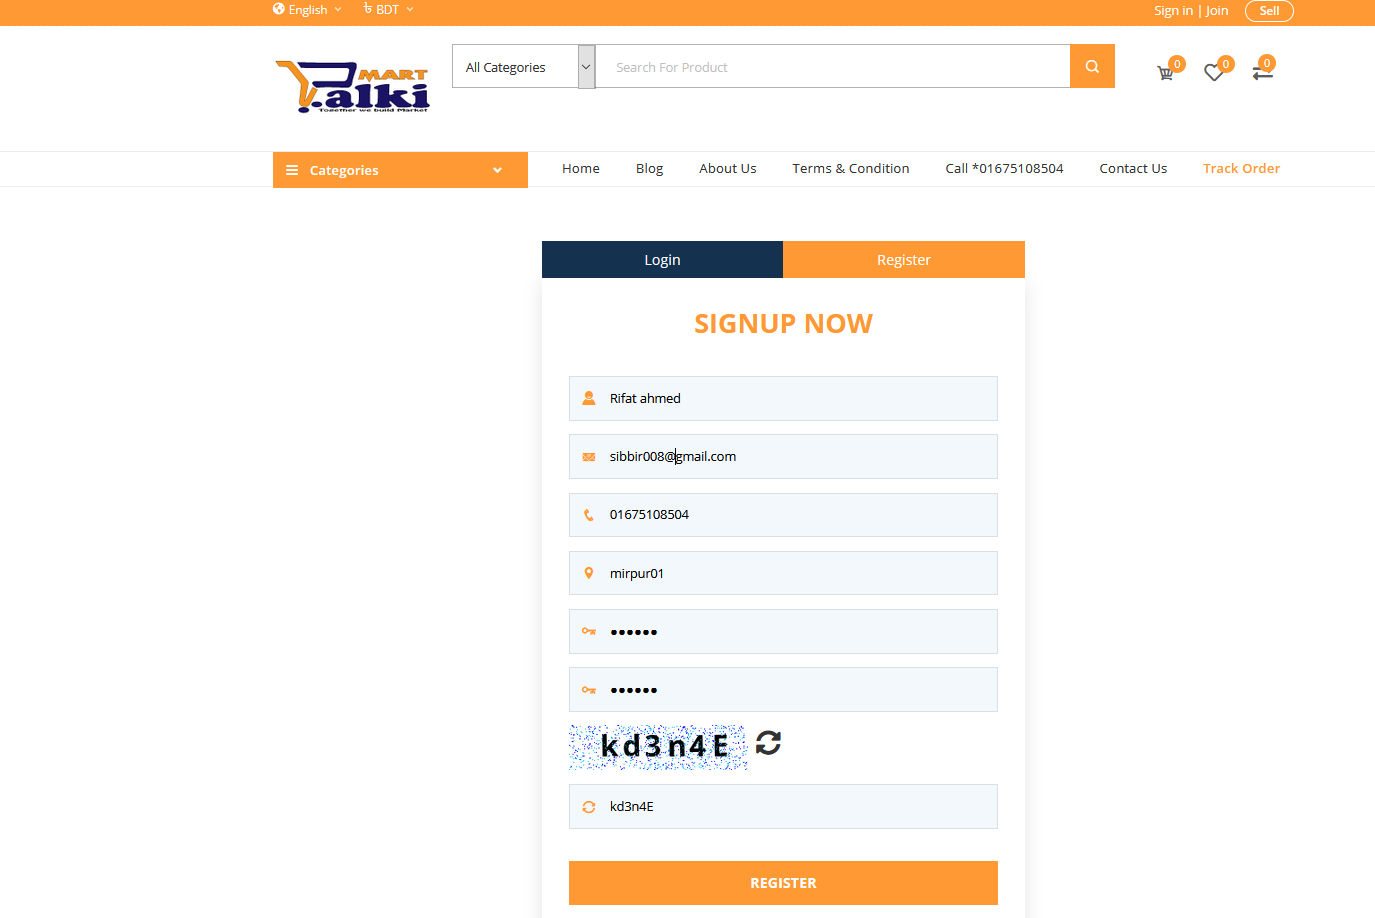 English ৳ BDT Sign in | Join Sell
MART
Palki
Together we build Market
All Categories Search For Product 0 0 0
Categories Home Blog About Us Terms & Condition Call *01675108504 Contact Us Track Order
Login Register
SIGNUP NOW
Rifat ahmed
sibbir008@gmail.com
01675108504
mirpur01
••••••
••••••
kd3n4E
kd3n4E
REGISTER